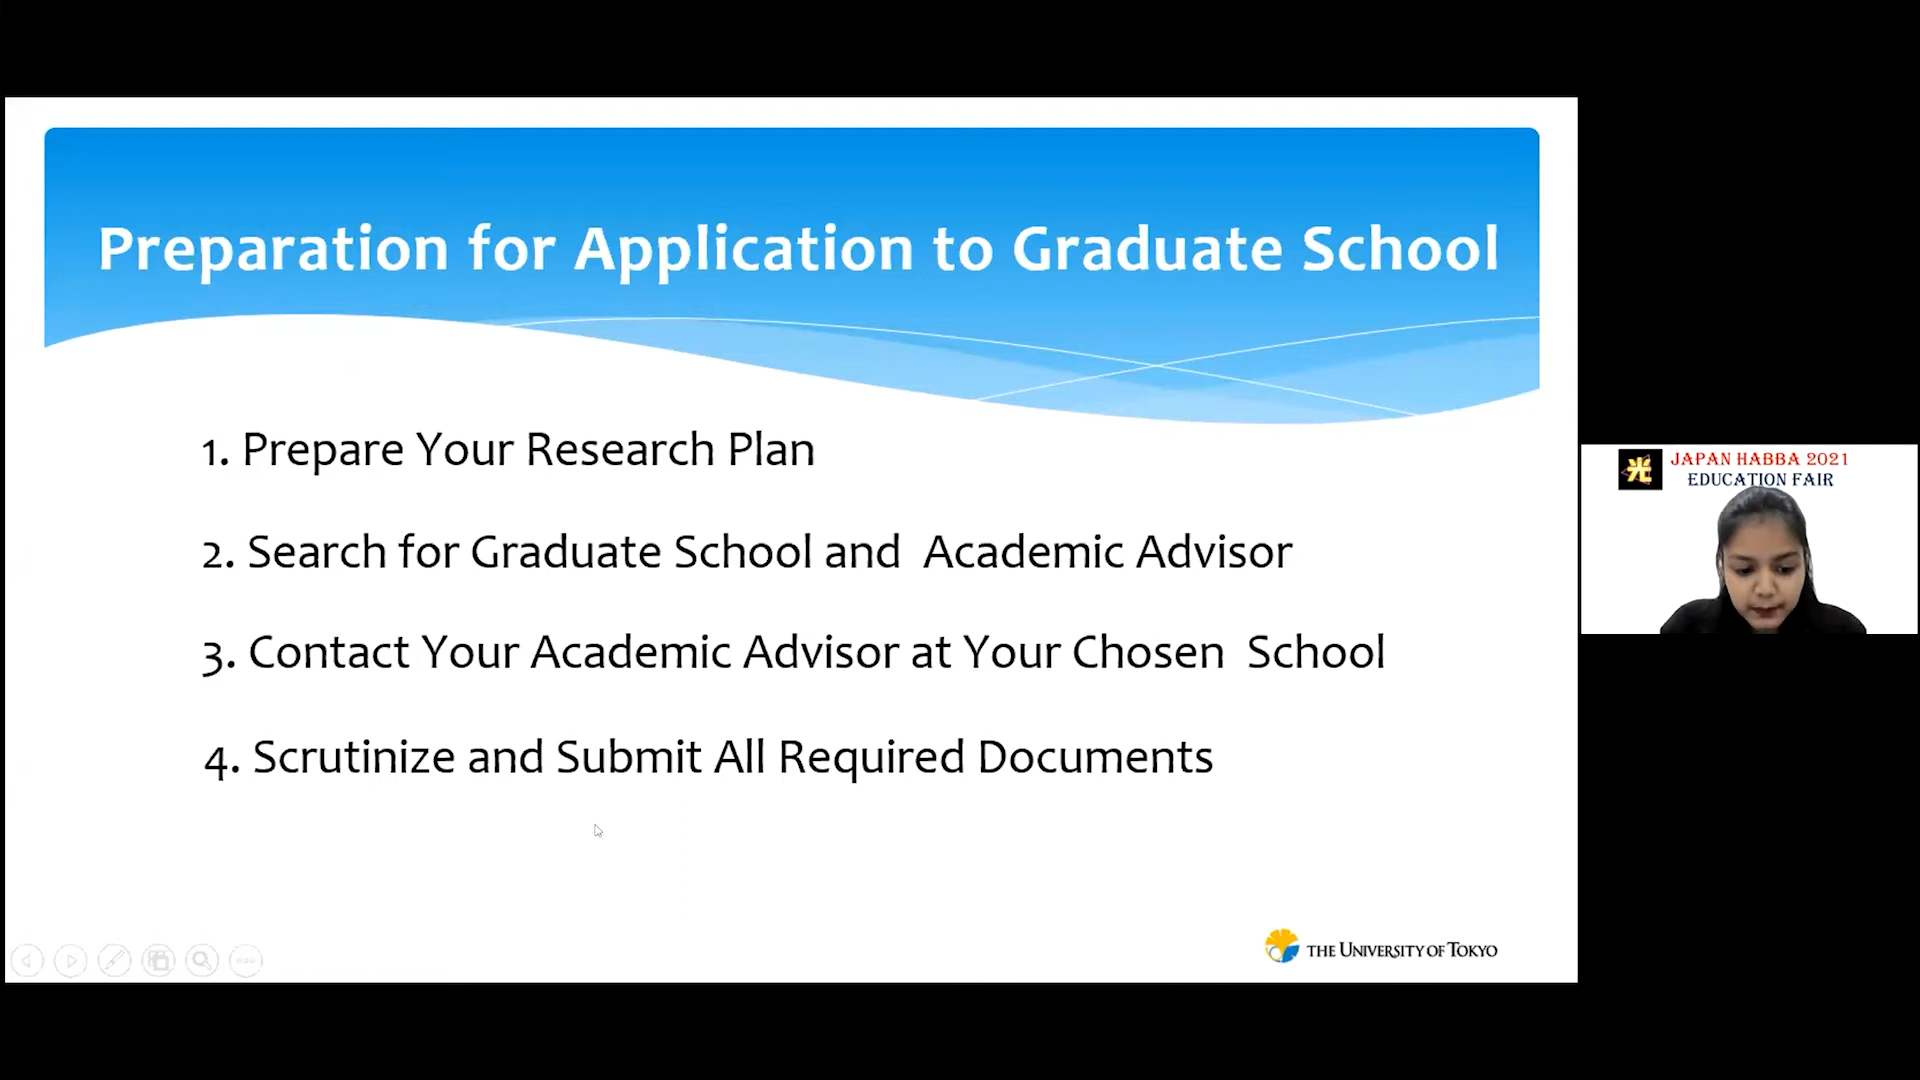 Preparation for Application to Graduate School
1. Prepare Your Research Plan
2. Search for Graduate School and  Academic Advisor
3. Contact Your Academic Advisor at Your Chosen  School
4. Scrutinize and Submit All Required Documents
THE UNIVERSITY OF TOKYO
光
JAPAN HABBA 2021
EDUCATION FAIR